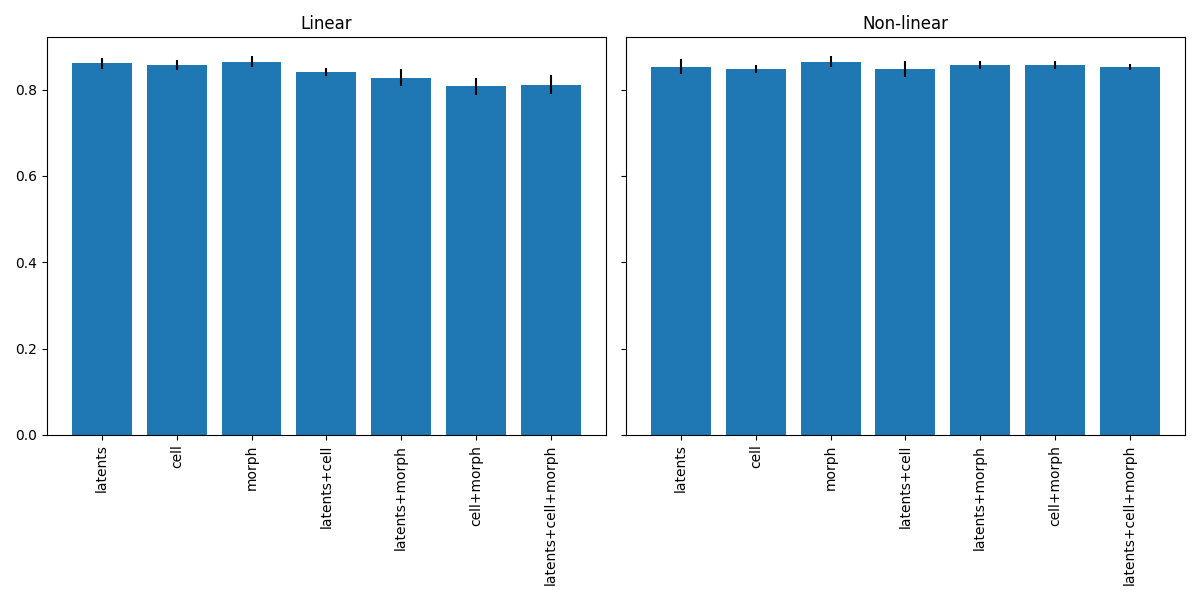 Linear
Non-linear
0.8
0.6
0.4
0.2
0.0
latents
cell
morph
latents+cell
latents+morph
cell+morph
latents+cell+morph
latents
cell
morph
latents+cell
latents+morph
cell+morph
latents+cell+morph